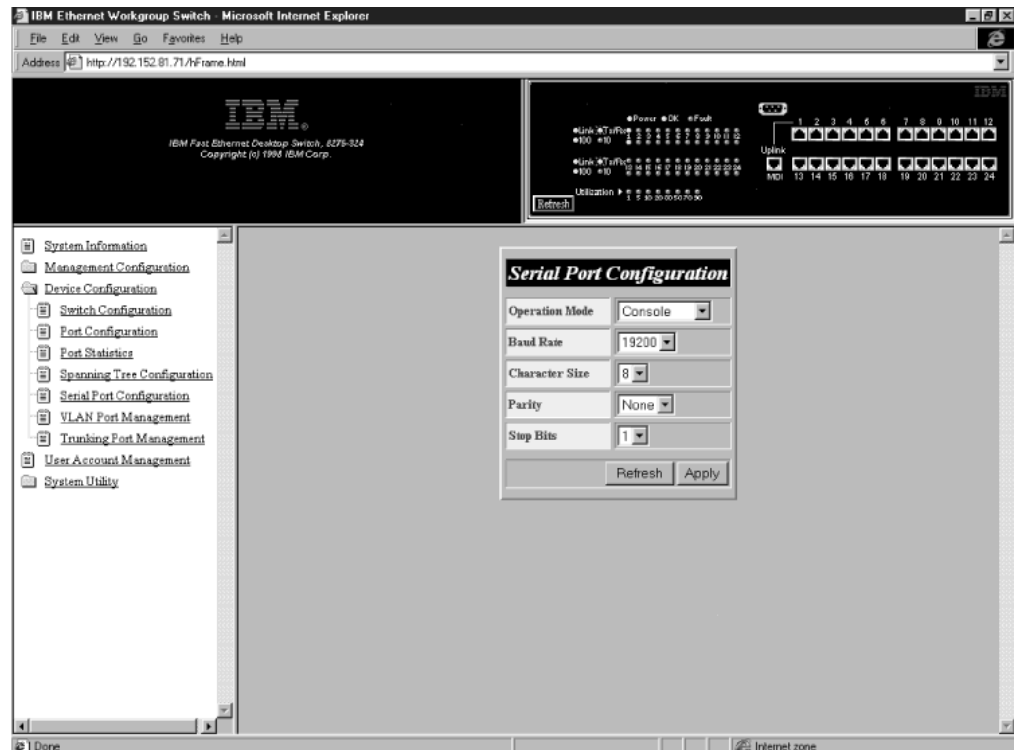 IBM Ethernet Workgroup Switch - Microsoft Internet Explorer
File Edit View Go Favorites Help
Address http://192.152.81.71/hFrame.html
IBM
IBM Fast Ethernet Desktop Switch, 8275-324
Copyright (c) 1998 IBM Corp.
IBM
Power OK Fault
Link Tx/Rx
100 10
1 2 3 4 5 6 7 8 9 10 11 12
Uplink
Link Tx/Rx
100 10
MDI 13 14 15 16 17 18 19 20 21 22 23 24
Utilization
Refresh
System Information
Management Configuration
Device Configuration
Switch Configuration
Port Configuration
Port Statistics
Spanning Tree Configuration
Serial Port Configuration
VLAN Port Management
Trunking Port Management
User Account Management
System Utility
Serial Port Configuration
Operation Mode Console
Baud Rate 19200
Character Size 8
Parity None
Stop Bits 1
Refresh Apply
Done
Internet zone